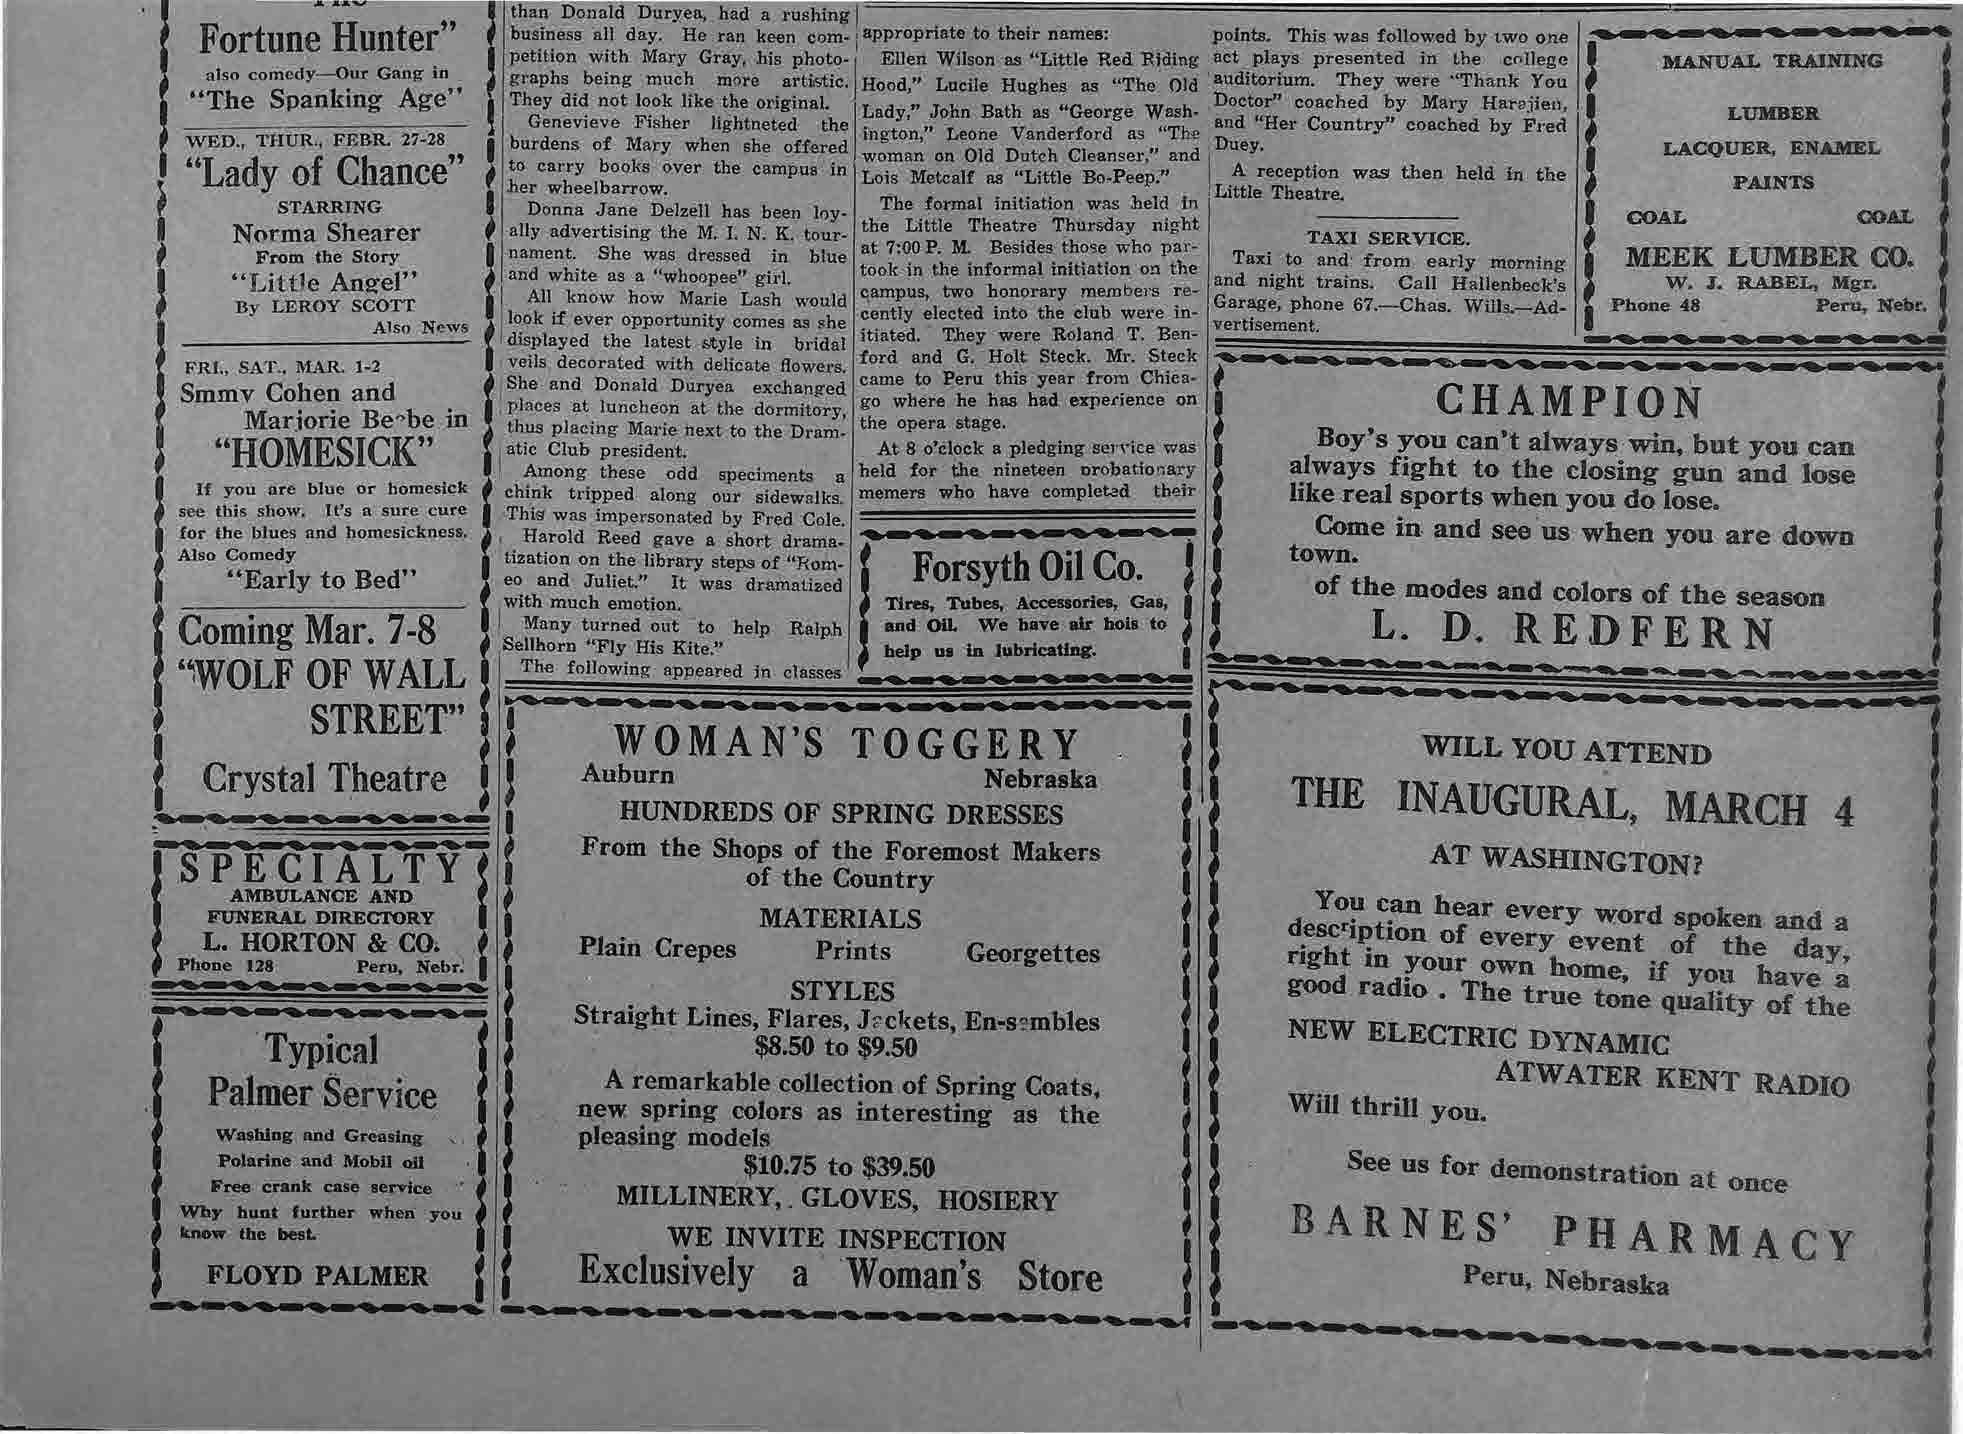 Fortune Hunter"
also comedy—Our Gang in
"The Spanking Age"
WED., THUR., FEBR. 27-28
"Lady of Chance"
STARRING
Norma Shearer
From the Story
"Little Angel"
By LEROY SCOTT
Also News
FRI., SAT., MAR. 1-2
Smmy Cohen and
Marjorie Beebe in
"HOMESICK"
If you are blue or homesick
see this show. It's a sure cure
for the blues and homesickness.
Also Comedy
"Early to Bed"
Coming Mar. 7-8
"WOLF OF WALL
STREET"
Crystal Theatre
SPECIALTY
AMBULANCE AND
FUNERAL DIRECTORY
L. HORTON & CO.
Phone 128 Peru, Nebr.
Typical
Palmer Service
Washing and Greasing
Polarine and Mobil oil
Free crank case service
Why hunt further when you
know the best.
FLOYD PALMER
than Donald Duryea, had a rushing
business all day. He ran keen com-
petition with Mary Gray, his photo-
graphs being much more artistic.
They did not look like the original.
Genevieve Fisher lightneted the
burdens of Mary when she offered
to carry books over the campus in
her wheelbarrow.
Donna Jane Delzell has been loy-
ally advertising the M. I. N. K. tour-
nament. She was dressed in blue
and white as a "whoopee" girl.
All know how Marie Lash would
look if ever opportunity comes as she
displayed the latest style in bridal
veils decorated with delicate flowers.
She and Donald Duryea exchanged
places at luncheon at the dormitory,
thus placing Marie next to the Dram-
atic Club president.
Among these odd speciments a
chink tripped along our sidewalks.
This was impersonated by Fred Cole.
Harold Reed gave a short drama-
tization on the library steps of "Rom-
eo and Juliet." It was dramatized
with much emotion.
Many turned out to help Ralph
Sellhorn "Fly His Kite."
The following appeared in classes
appropriate to their names:
Ellen Wilson as "Little Red Riding
Hood," Lucile Hughes as "The Old
Lady," John Bath as "George Wash-
ington," Leone Vanderford as "The
woman on Old Dutch Cleanser," and
Lois Metcalf as "Little Bo-Peep."
The formal initiation was held in
the Little Theatre Thursday night
at 7:00 P. M. Besides those who par-
took in the informal initiation on the
campus, two honorary members re-
cently elected into the club were in-
itiated. They were Roland T. Ben-
ford and G. Holt Steck. Mr. Steck
came to Peru this year from Chica-
go where he has had experience on
the opera stage.
At 8 o'clock a pledging service was
held for the nineteen probationary
memers who have completed their
Forsyth Oil Co.
Tires, Tubes, Accessories, Gas,
and Oil. We have air hois to
help us in lubricating.
points. This was followed by two one
act plays presented in the college
auditorium. They were "Thank You
Doctor" coached by Mary Harajien,
and "Her Country" coached by Fred
Duey.
A reception was then held in the
Little Theatre.
TAXI SERVICE.
Taxi to and from early morning
and night trains. Call Hallenbeck's
Garage, phone 67.—Chas. Wills.—Ad-
vertisement.
MANUAL TRAINING
LUMBER
LACQUER, ENAMEL
PAINTS
COAL COAL
MEEK LUMBER CO.
W. J. RABEL, Mgr.
Phone 48 Peru, Nebr.
CHAMPION
Boy's you can't always win, but you can
always fight to the closing gun and lose
like real sports when you do lose.
Come in and see us when you are down
town.
of the modes and colors of the season
L. D. REDFERN
WOMAN'S TOGGERY
Auburn Nebraska
HUNDREDS OF SPRING DRESSES
From the Shops of the Foremost Makers
of the Country
MATERIALS
Plain Crepes Prints Georgettes
STYLES
Straight Lines, Flares, Jackets, En-sembles
$8.50 to $9.50
A remarkable collection of Spring Coats,
new spring colors as interesting as the
pleasing models
$10.75 to $39.50
MILLINERY, GLOVES, HOSIERY
WE INVITE INSPECTION
Exclusively a Woman's Store
WILL YOU ATTEND
THE INAUGURAL, MARCH 4
AT WASHINGTON?
You can hear every word spoken and a
description of every event of the day,
right in your own home, if you have a
good radio . The true tone quality of the
NEW ELECTRIC DYNAMIC
ATWATER KENT RADIO
Will thrill you.
See us for demonstration at once
BARNES' PHARMACY
Peru, Nebraska